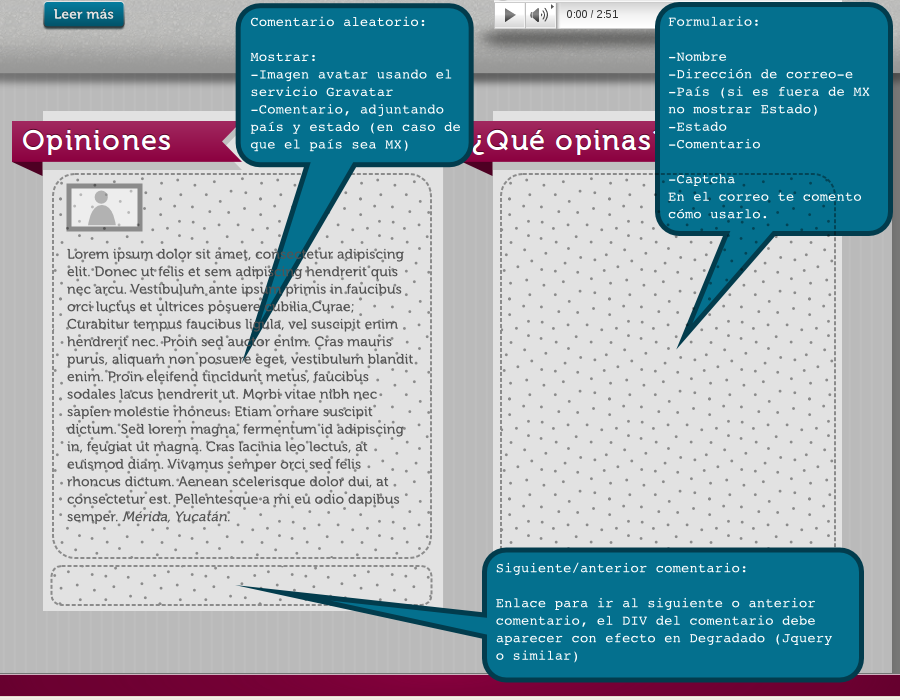 Leer más
0:00 / 2:51
Comentario aleatorio:
Mostrar:
-Imagen avatar usando el
servicio Gravatar
-Comentario, adjuntando
país y estado (en caso de
que el país sea MX)
Formulario:
-Nombre
-Dirección de correo-e
-País (si es fuera de MX
no mostrar Estado)
-Estado
-Comentario
-Captcha
En el correo te comento
cómo usarlo.
Opiniones
¿Qué opinas?
Lorem ipsum dolor sit amet, consectetur adipiscing
elit. Donec ut felis et sem adipiscing hendrerit quis
nec arcu. Vestibulum ante ipsum primis in faucibus
orci luctus et ultrices posuere cubilia Curae;
Curabitur tempus faucibus ligula, vel suscipit enim
hendrerit nec. Proin sed auctor enim. Cras mauris
purus, aliquam non posuere eget, vestibulum blandit
enim. Proin eleifend tincidunt metus, faucibus
sodales lacus hendrerit ut. Morbi vitae nibh nec
sapien molestie rhoncus. Etiam ornare suscipit
dictum. Sed lorem magna, fermentum id adipiscing
in, feugiat ut magna. Cras lacinia leo lectus, at
euismod diam. Vivamus semper orci sed felis
rhoncus dictum. Aenean scelerisque dolor dui, at
consectetur est. Pellentesque a mi eu odio dapibus
semper. Mérida, Yucatán.
Siguiente/anterior comentario:
Enlace para ir al siguiente o anterior
comentario, el DIV del comentario debe
aparecer con efecto en Degradado (Jquery
o similar)